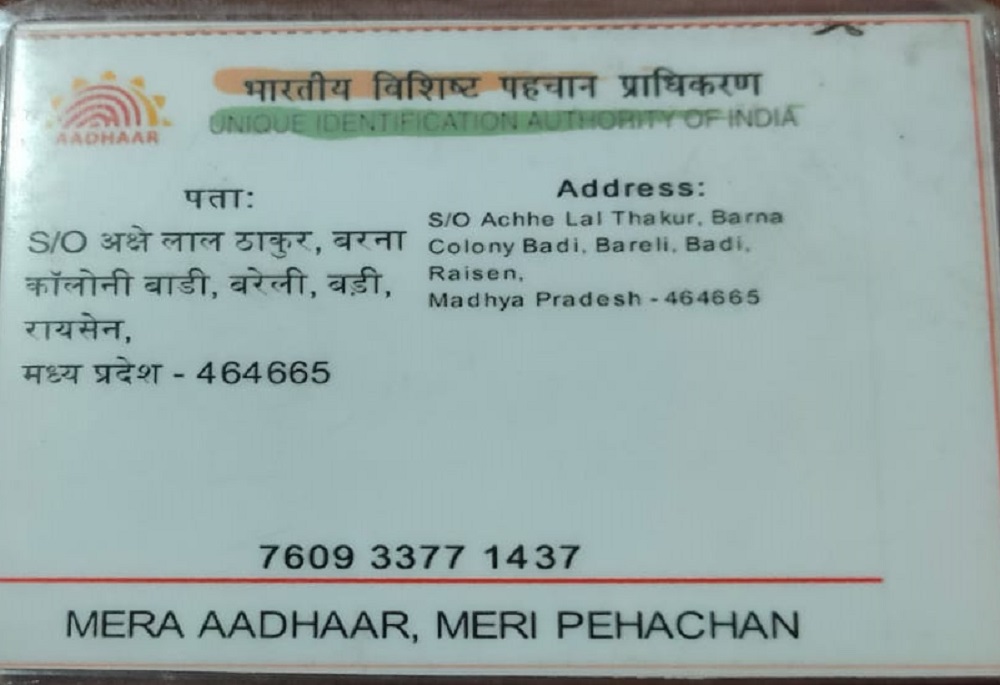 भारतीय विशिष्ट पहचान प्राधिकरण
UNIQUE IDENTIFICATION AUTHORITY OF INDIA
AADHAAR
पता:
S/O अक्षे लाल ठाकुर, बरना
कॉलोनी बाडी, बरेली, बड़ी,
रायसेन,
मध्य प्रदेश - 464665
Address:
S/O Achhe Lal Thakur, Barna
Colony Badi, Bareli, Badi,
Raisen,
Madhya Pradesh - 464665
7609 3377 1437
MERA AADHAAR, MERI PEHACHAN